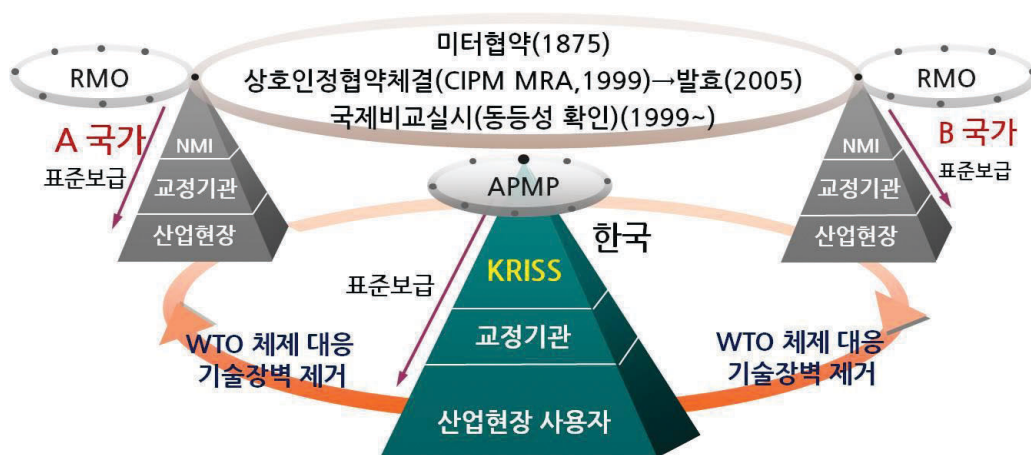 미터협약(1875)
상호인정협약체결(CIPM MRA,1999)→발효(2005)
국제비교실시(동등성 확인)(1999~)
RMO
A 국가
표준보급
NMI
교정기관
산업현장
RMO
B 국가
표준보급
NMI
교정기관
산업현장
APMP
한국
표준보급
KRISS
교정기관
산업현장 사용자
WTO 체제 대응
기술장벽 제거
WTO 체제 대응
기술장벽 제거